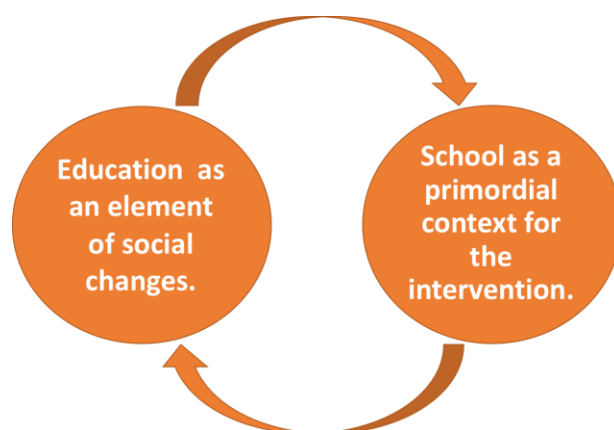 Education as
an element
of social
changes.
School as a
primordial
context for
the
intervention.